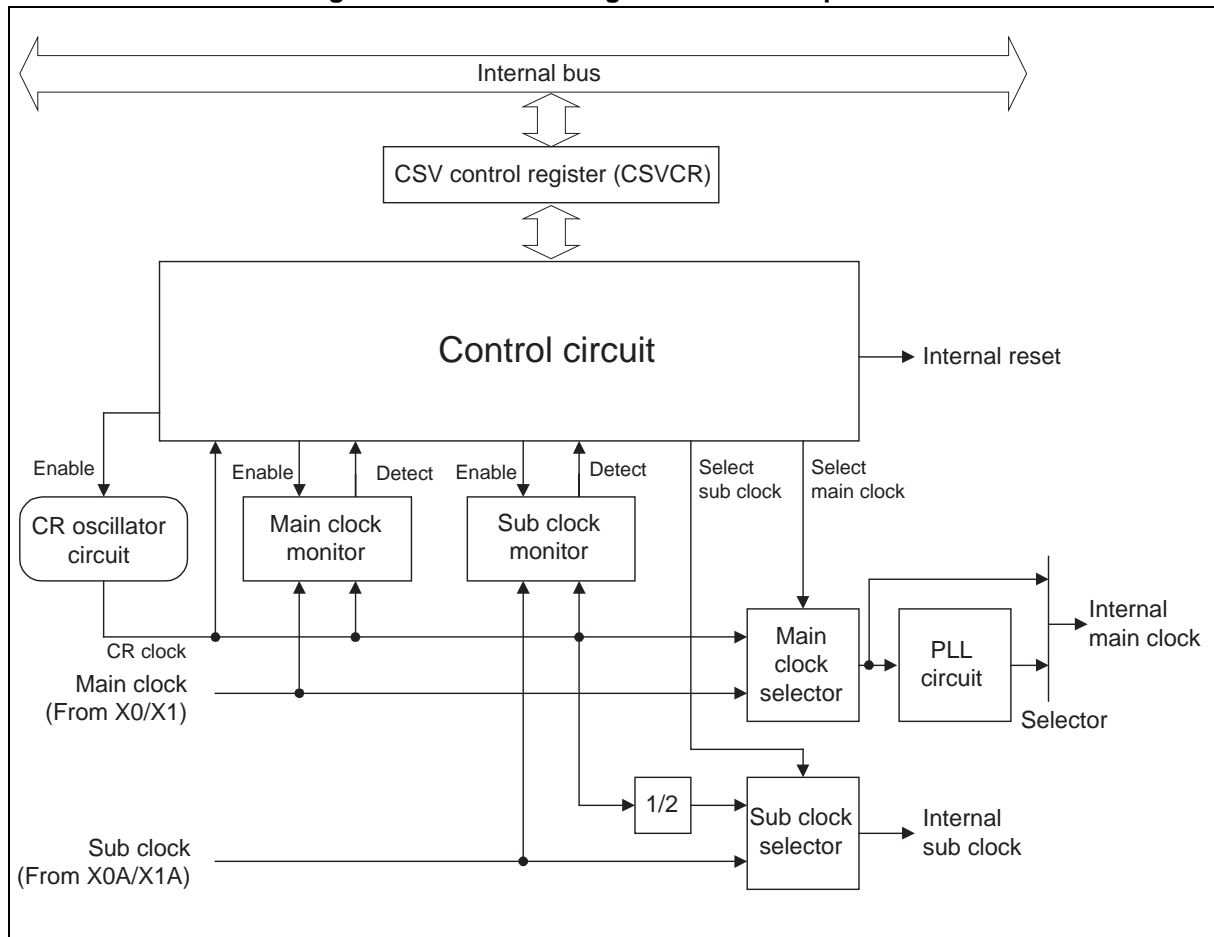 Internal bus
CSV control register (CSVCR)
Control circuit
Internal reset
Enable
Enable
Detect
Enable
Detect
Select
sub clock
Select
main clock
CR oscillator
circuit
Main clock
monitor
Sub clock
monitor
CR clock
Main clock
(From X0/X1)
Main
clock
selector
PLL
circuit
Internal
main clock
Selector
1/2
Sub clock
selector
Internal
sub clock
Sub clock
(From X0A/X1A)